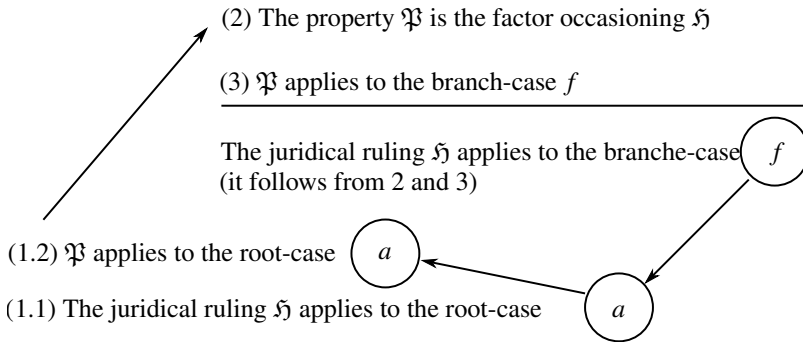 (2) The property 𝔓 is the factor occasioning ℌ
(3) 𝔓 applies to the branch-case f
The juridical ruling ℌ applies to the branche-case f
(it follows from 2 and 3)
(1.2) 𝔓 applies to the root-case a
(1.1) The juridical ruling ℌ applies to the root-case a